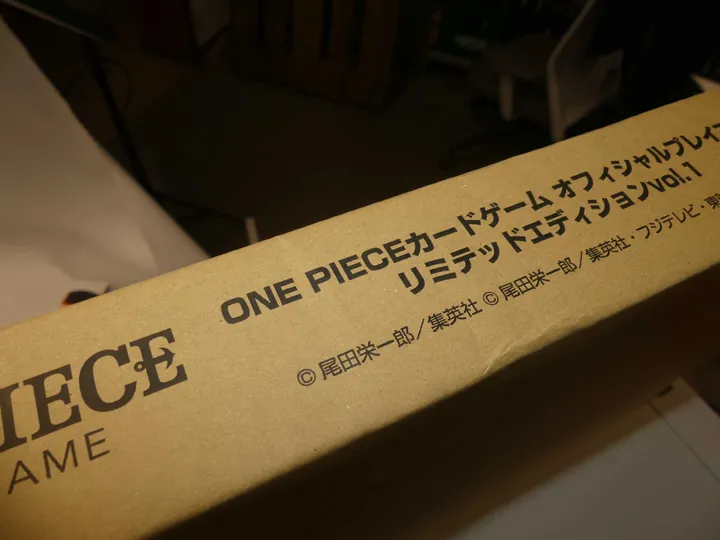 IECE
AME
ONE PIECEカードゲーム オフィシャルプレイ
リミテッドエディションvol.1
©尾田栄一郎／集英社 ©尾田栄一郎／集英社・フジテレビ・東